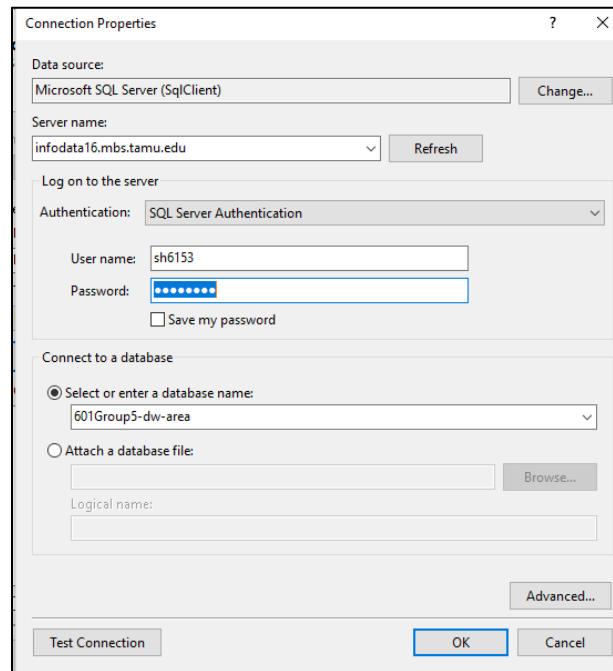 Connection Properties ? X
Data source:
Microsoft SQL Server (SqlClient) Change...
Server name:
infodata16.mbs.tamu.edu Refresh
Log on to the server
Authentication: SQL Server Authentication
User name: sh6153
Password: ●●●●●●●●
Save my password
Connect to a database
Select or enter a database name:
601Group5-dw-area
Attach a database file:
Browse...
Logical name:
Advanced...
Test Connection OK Cancel